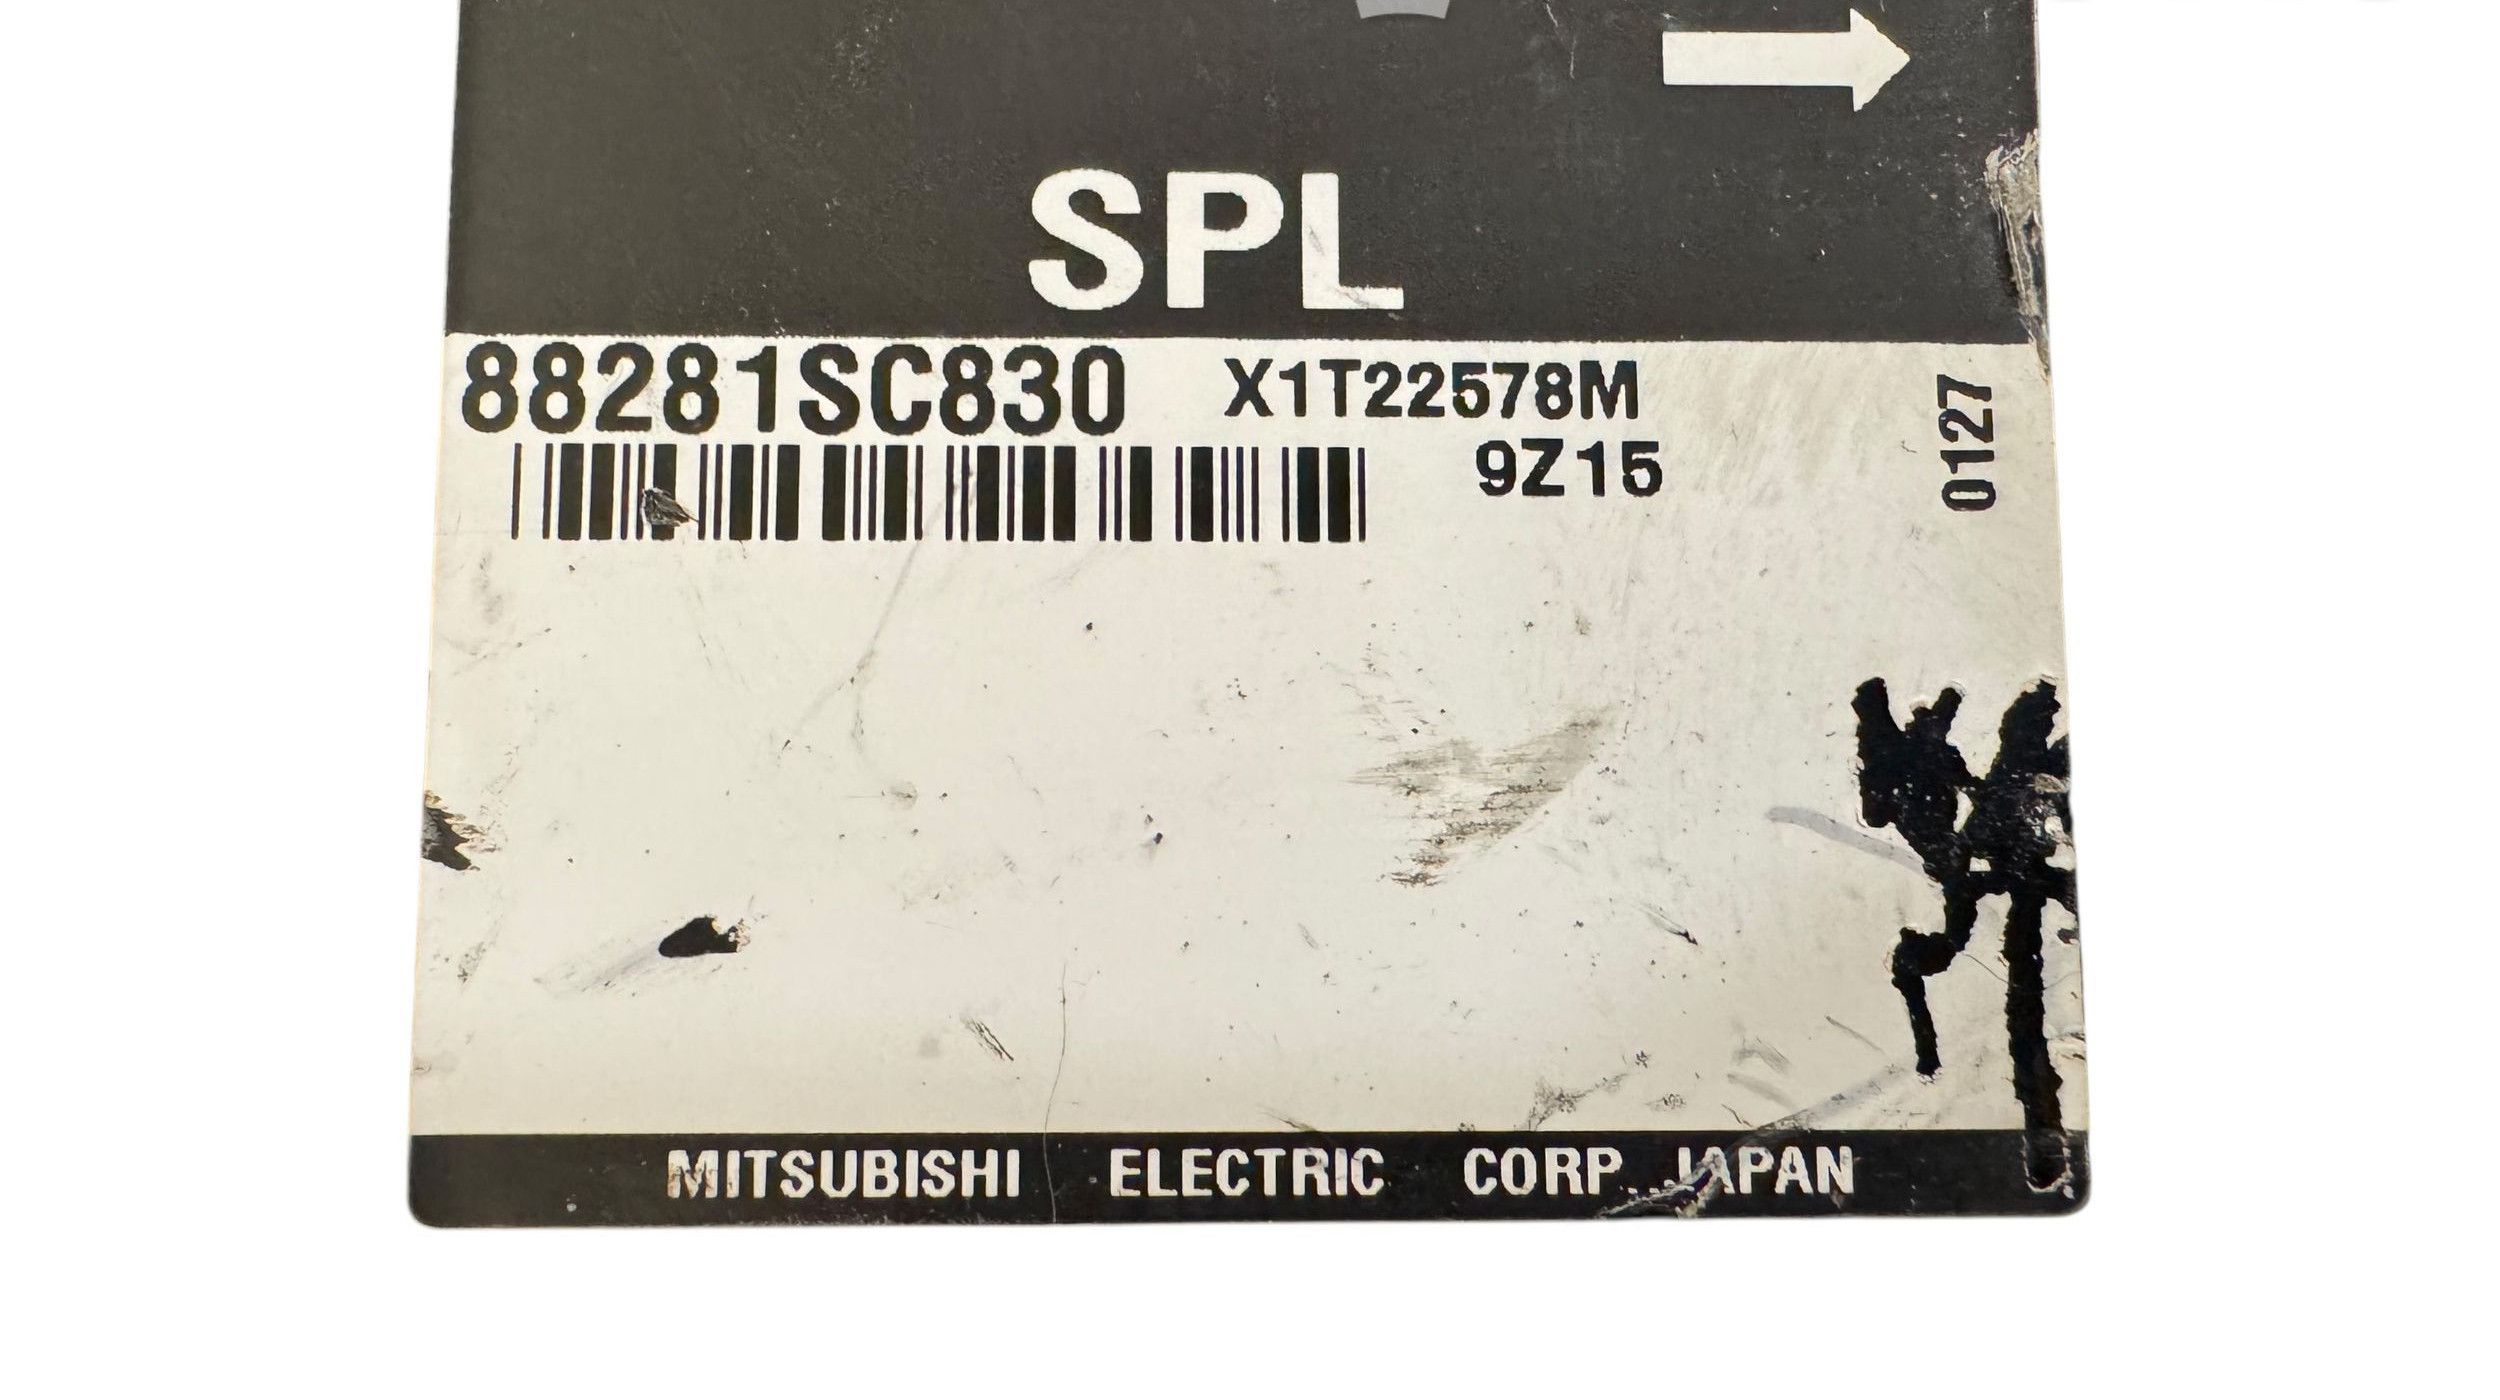 SPL
88281SC830 X1T22578M
9Z15
0127
MITSUBISHI ELECTRIC CORP. JAPAN